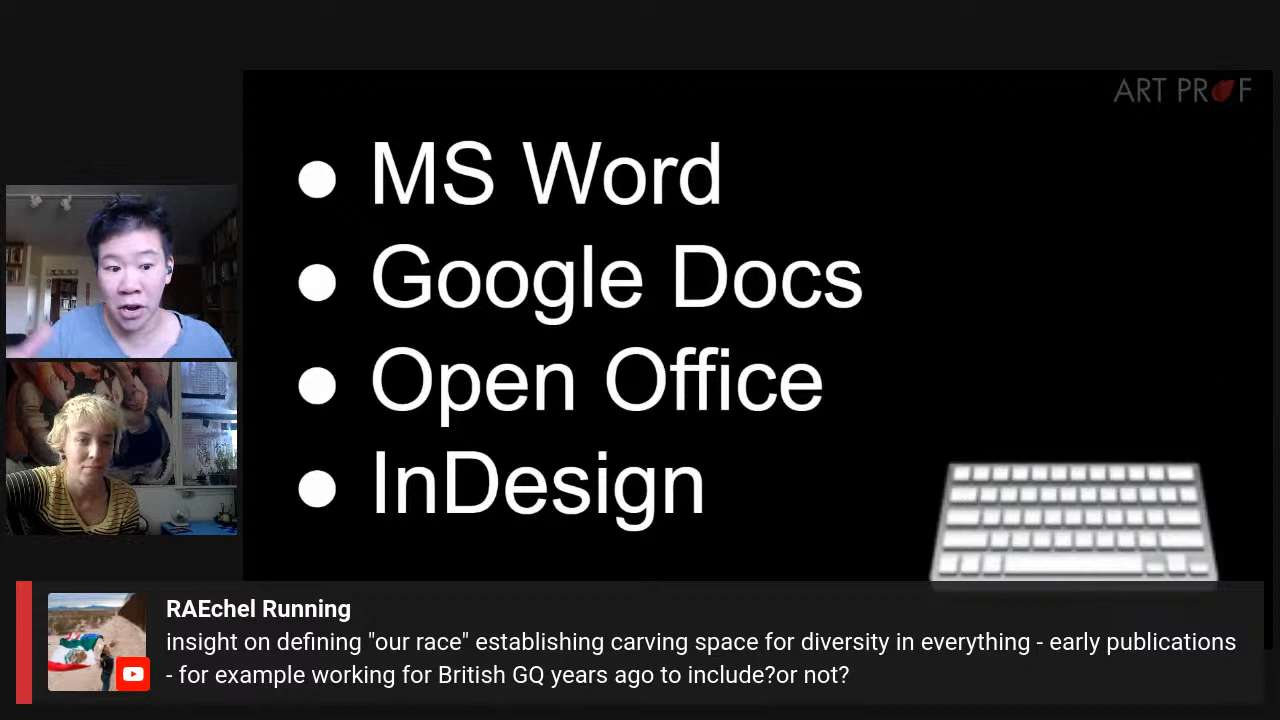 ART PROF
● MS Word
● Google Docs
● Open Office
● InDesign
RAEchel Running
insight on defining "our race" establishing carving space for diversity in everything - early publications
- for example working for British GQ years ago to include?or not?